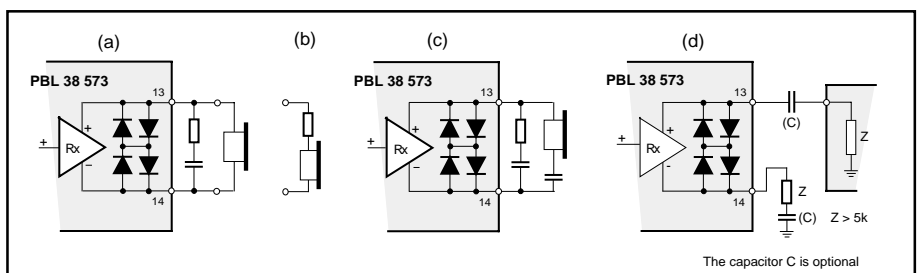 (a)
(b)
(c)
(d)
PBL 38 573
13
+
+
Rx
−
14
PBL 38 573
13
+
+
Rx
−
14
PBL 38 573
13
(C)
+
+
Rx
Z
-
14
Z
(C)
Z > 5k
The capacitor C is optional